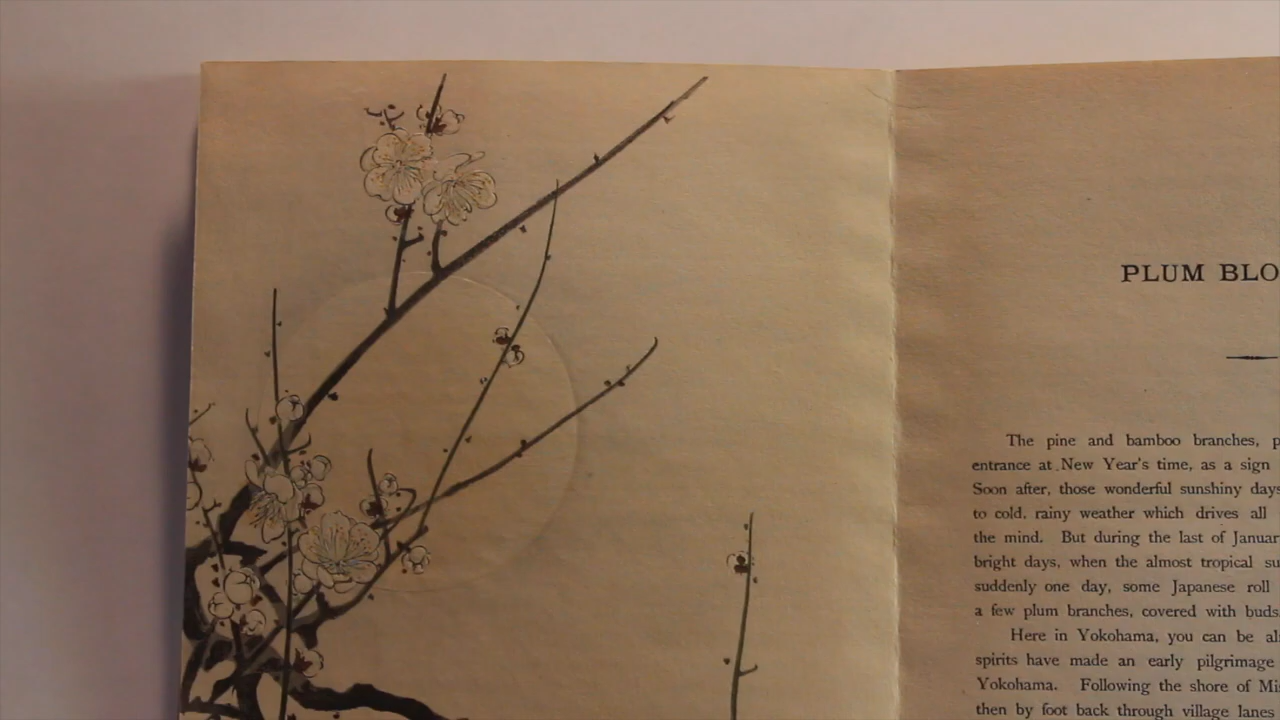 PLUM BLO
The pine and bamboo branches, p
entrance at New Year's time, as a sign
Soon after, those wonderful sunshiny days
to cold, rainy weather which drives all
the mind. But during the last of Januar
bright days, when the almost tropical su
suddenly one day, some Japanese roll
a few plum branches, covered with buds
Here in Yokohama, you can be al
spirits have made an early pilgrimage
Yokohama. Following the shore of Mis
then by foot back through village lanes